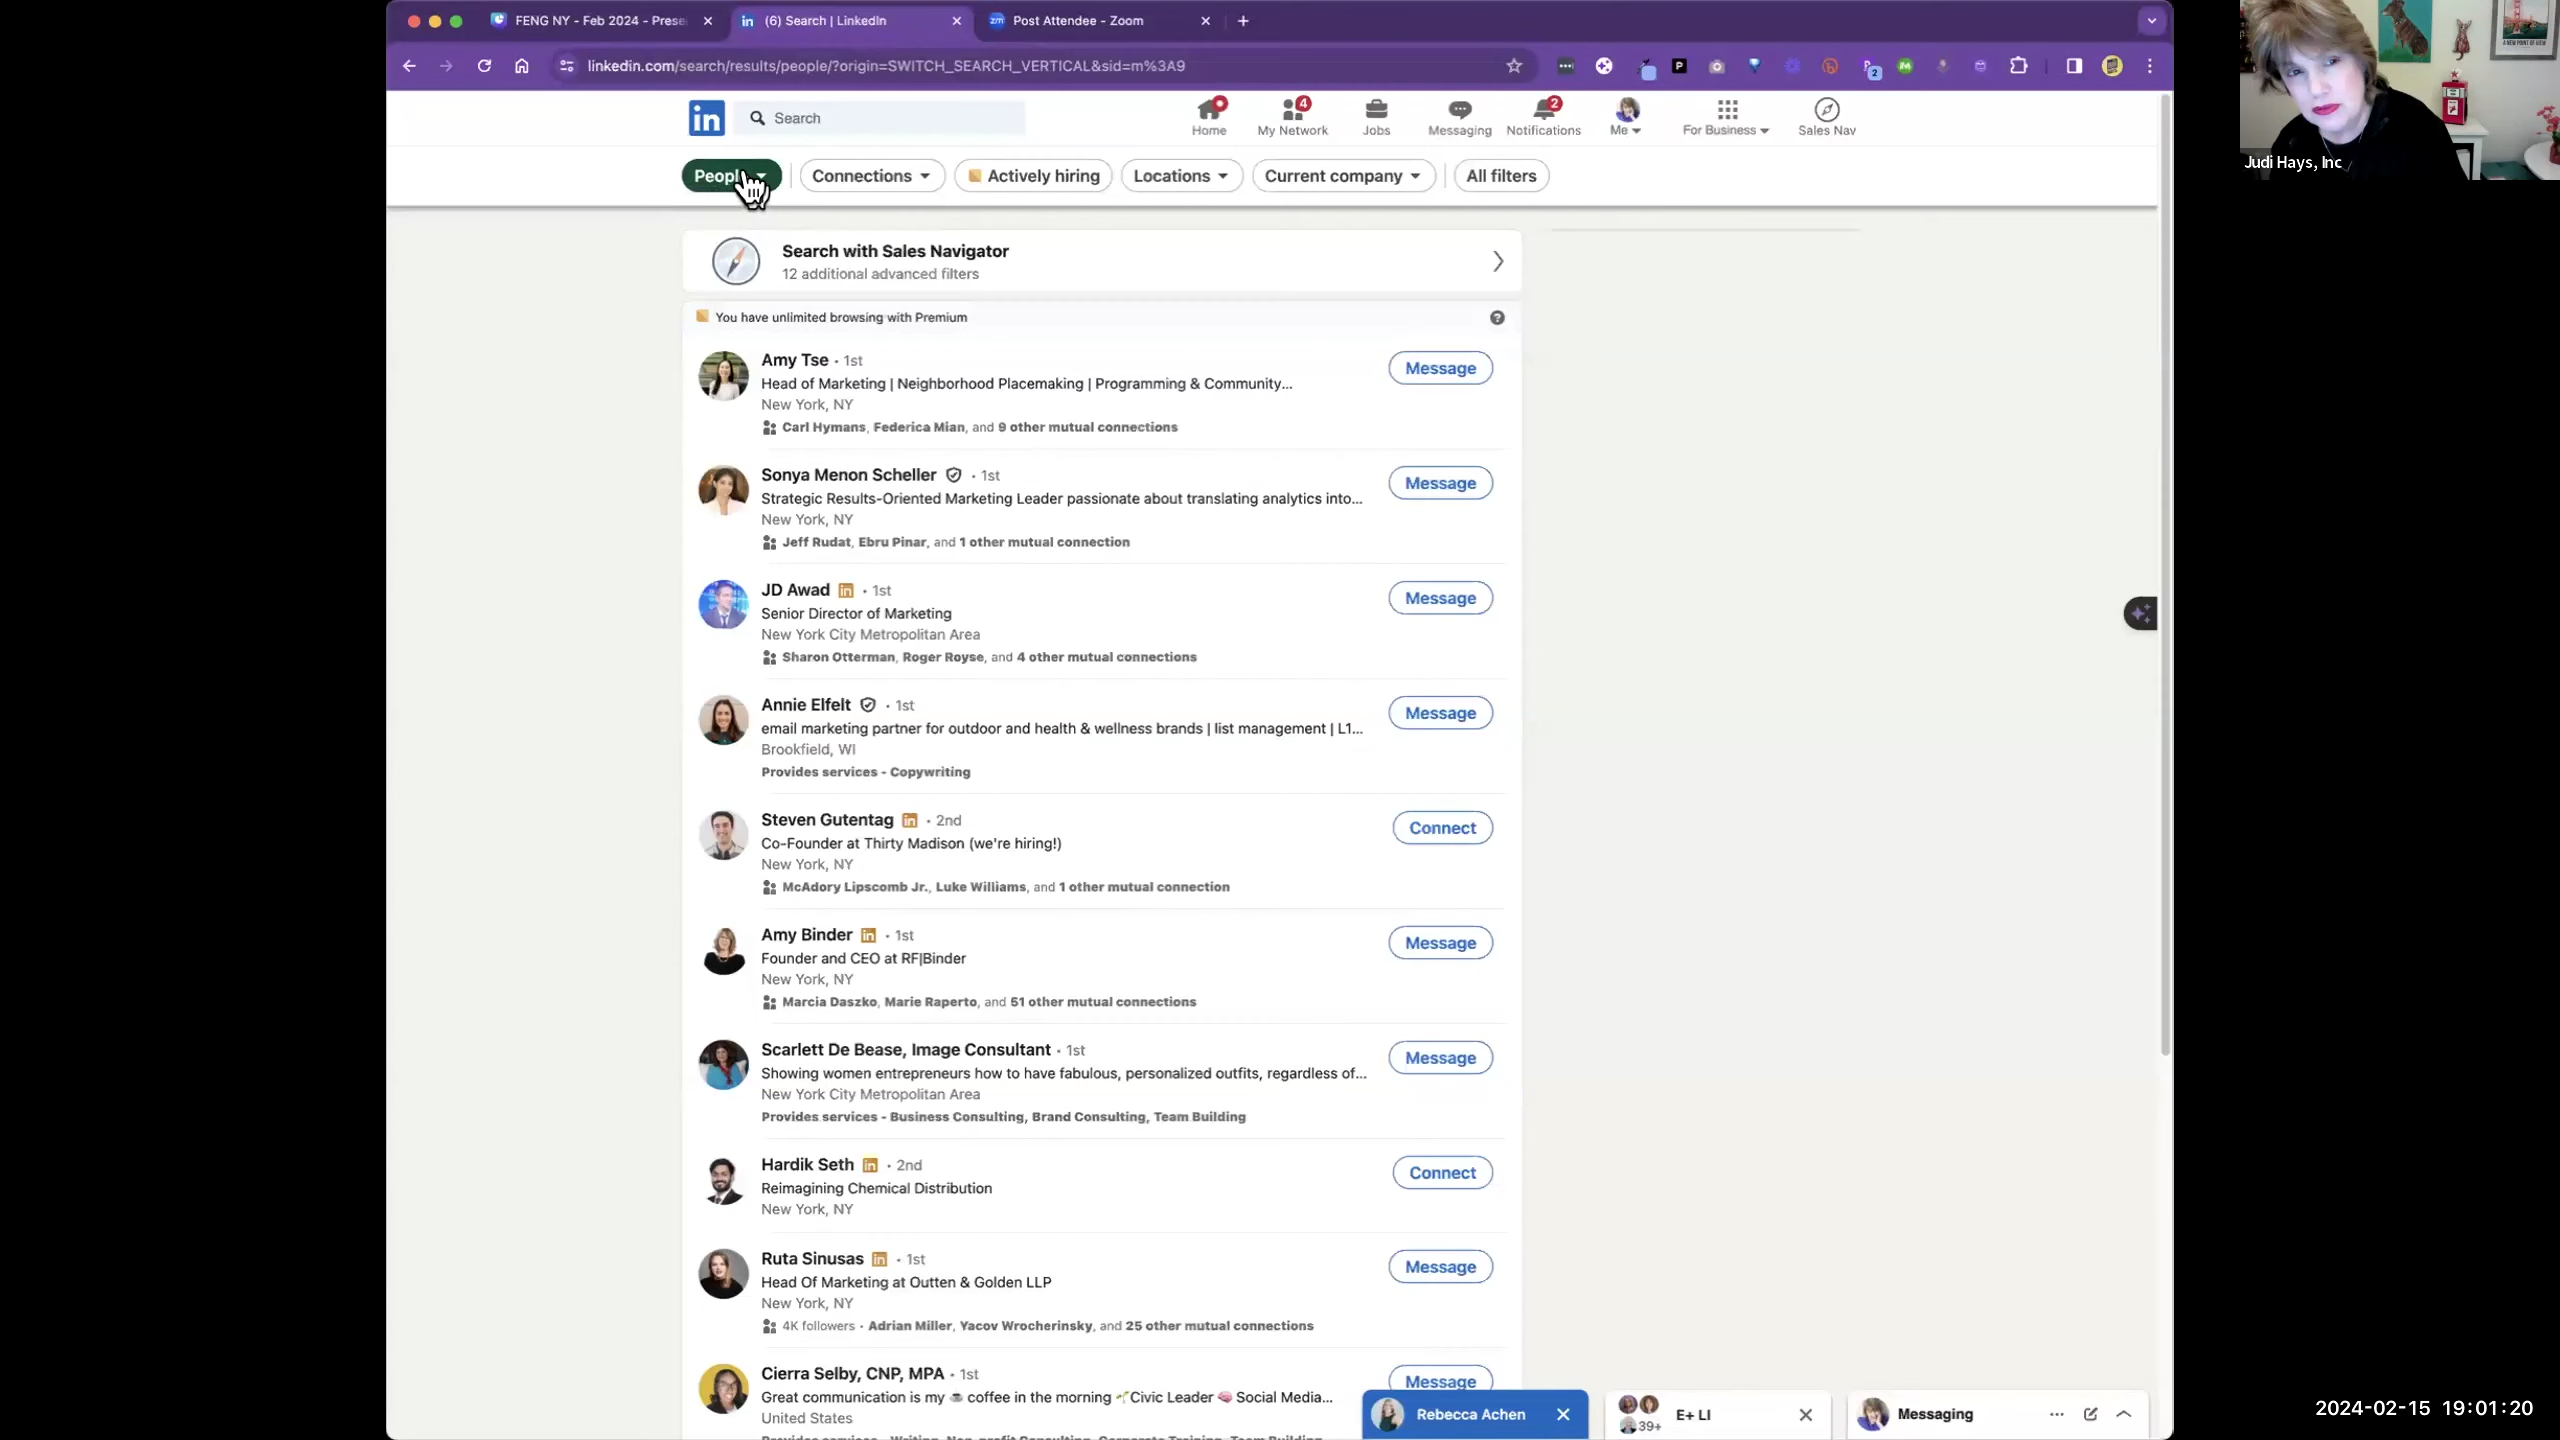 FENG NY - Feb 2024 - Prese
(6) Search | LinkedIn
Post Attendee - Zoom
linkedin.com/search/results/people/?origin=SWITCH_SEARCH_VERTICAL&sid=m%3A9
Judi Hays, Inc
Search
Home
My Network
4
Jobs
Messaging
Notifications
2
Me
For Business
Sales Nav
People
Connections
Actively hiring
Locations
Current company
All filters
Search with Sales Navigator
12 additional advanced filters
You have unlimited browsing with Premium
Amy Tse • 1st
Head of Marketing | Neighborhood Placemaking | Programming & Community...
New York, NY
Carl Hymans, Federica Mian, and 9 other mutual connections
Message
Sonya Menon Scheller • 1st
Strategic Results-Oriented Marketing Leader passionate about translating analytics into...
New York, NY
Jeff Rudat, Ebru Pinar, and 1 other mutual connection
Message
JD Awad • 1st
Senior Director of Marketing
New York City Metropolitan Area
Sharon Otterman, Roger Royse, and 4 other mutual connections
Message
Annie Elfelt • 1st
email marketing partner for outdoor and health & wellness brands | list management | L1...
Brookfield, WI
Provides services - Copywriting
Message
Steven Gutentag • 2nd
Co-Founder at Thirty Madison (we're hiring!)
New York, NY
McAdory Lipscomb Jr., Luke Williams, and 1 other mutual connection
Connect
Amy Binder • 1st
Founder and CEO at RF|Binder
New York, NY
Marcia Daszko, Marie Raperto, and 51 other mutual connections
Message
Scarlett De Bease, Image Consultant • 1st
Showing women entrepreneurs how to have fabulous, personalized outfits, regardless of...
New York City Metropolitan Area
Provides services - Business Consulting, Brand Consulting, Team Building
Message
Hardik Seth • 2nd
Reimagining Chemical Distribution
New York, NY
Connect
Ruta Sinusas • 1st
Head Of Marketing at Outten & Golden LLP
New York, NY
4K followers • Adrian Miller, Yacov Wrocherinsky, and 25 other mutual connections
Message
Cierra Selby, CNP, MPA • 1st
Great communication is my ☕ coffee in the morning 🌱Civic Leader 🧠 Social Media...
United States
Provides services - Writing, Non-profit Consulting, Corporate Training, Team Building
Message
Rebecca Achen
39+
E+ LI
Messaging
2024-02-15 19:01:20